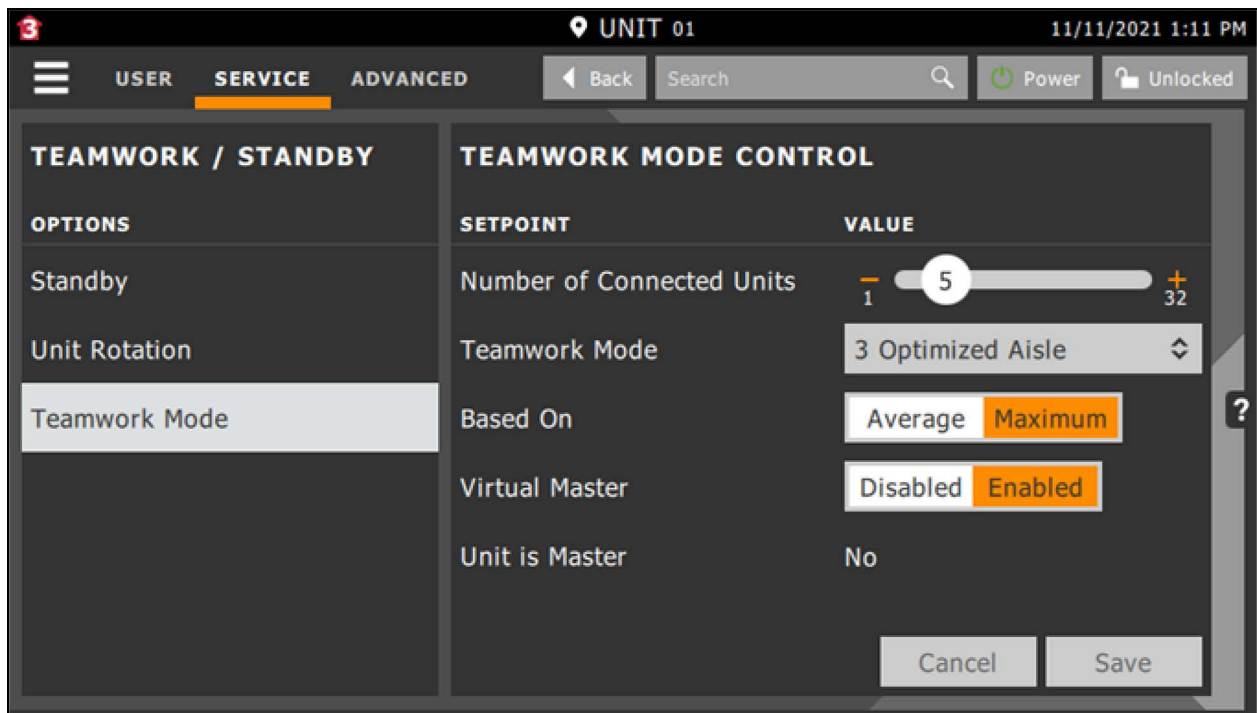 3
UNIT 01
11/11/2021 1:11 PM
USER SERVICE ADVANCED Back Search Power Unlocked
TEAMWORK / STANDBY
OPTIONS
Standby
Unit Rotation
Teamwork Mode
TEAMWORK MODE CONTROL
SETPOINT VALUE
Number of Connected Units − 1 5 + 32
Teamwork Mode 3 Optimized Aisle
Based On Average Maximum
Virtual Master Disabled Enabled
Unit is Master No
Cancel Save
?